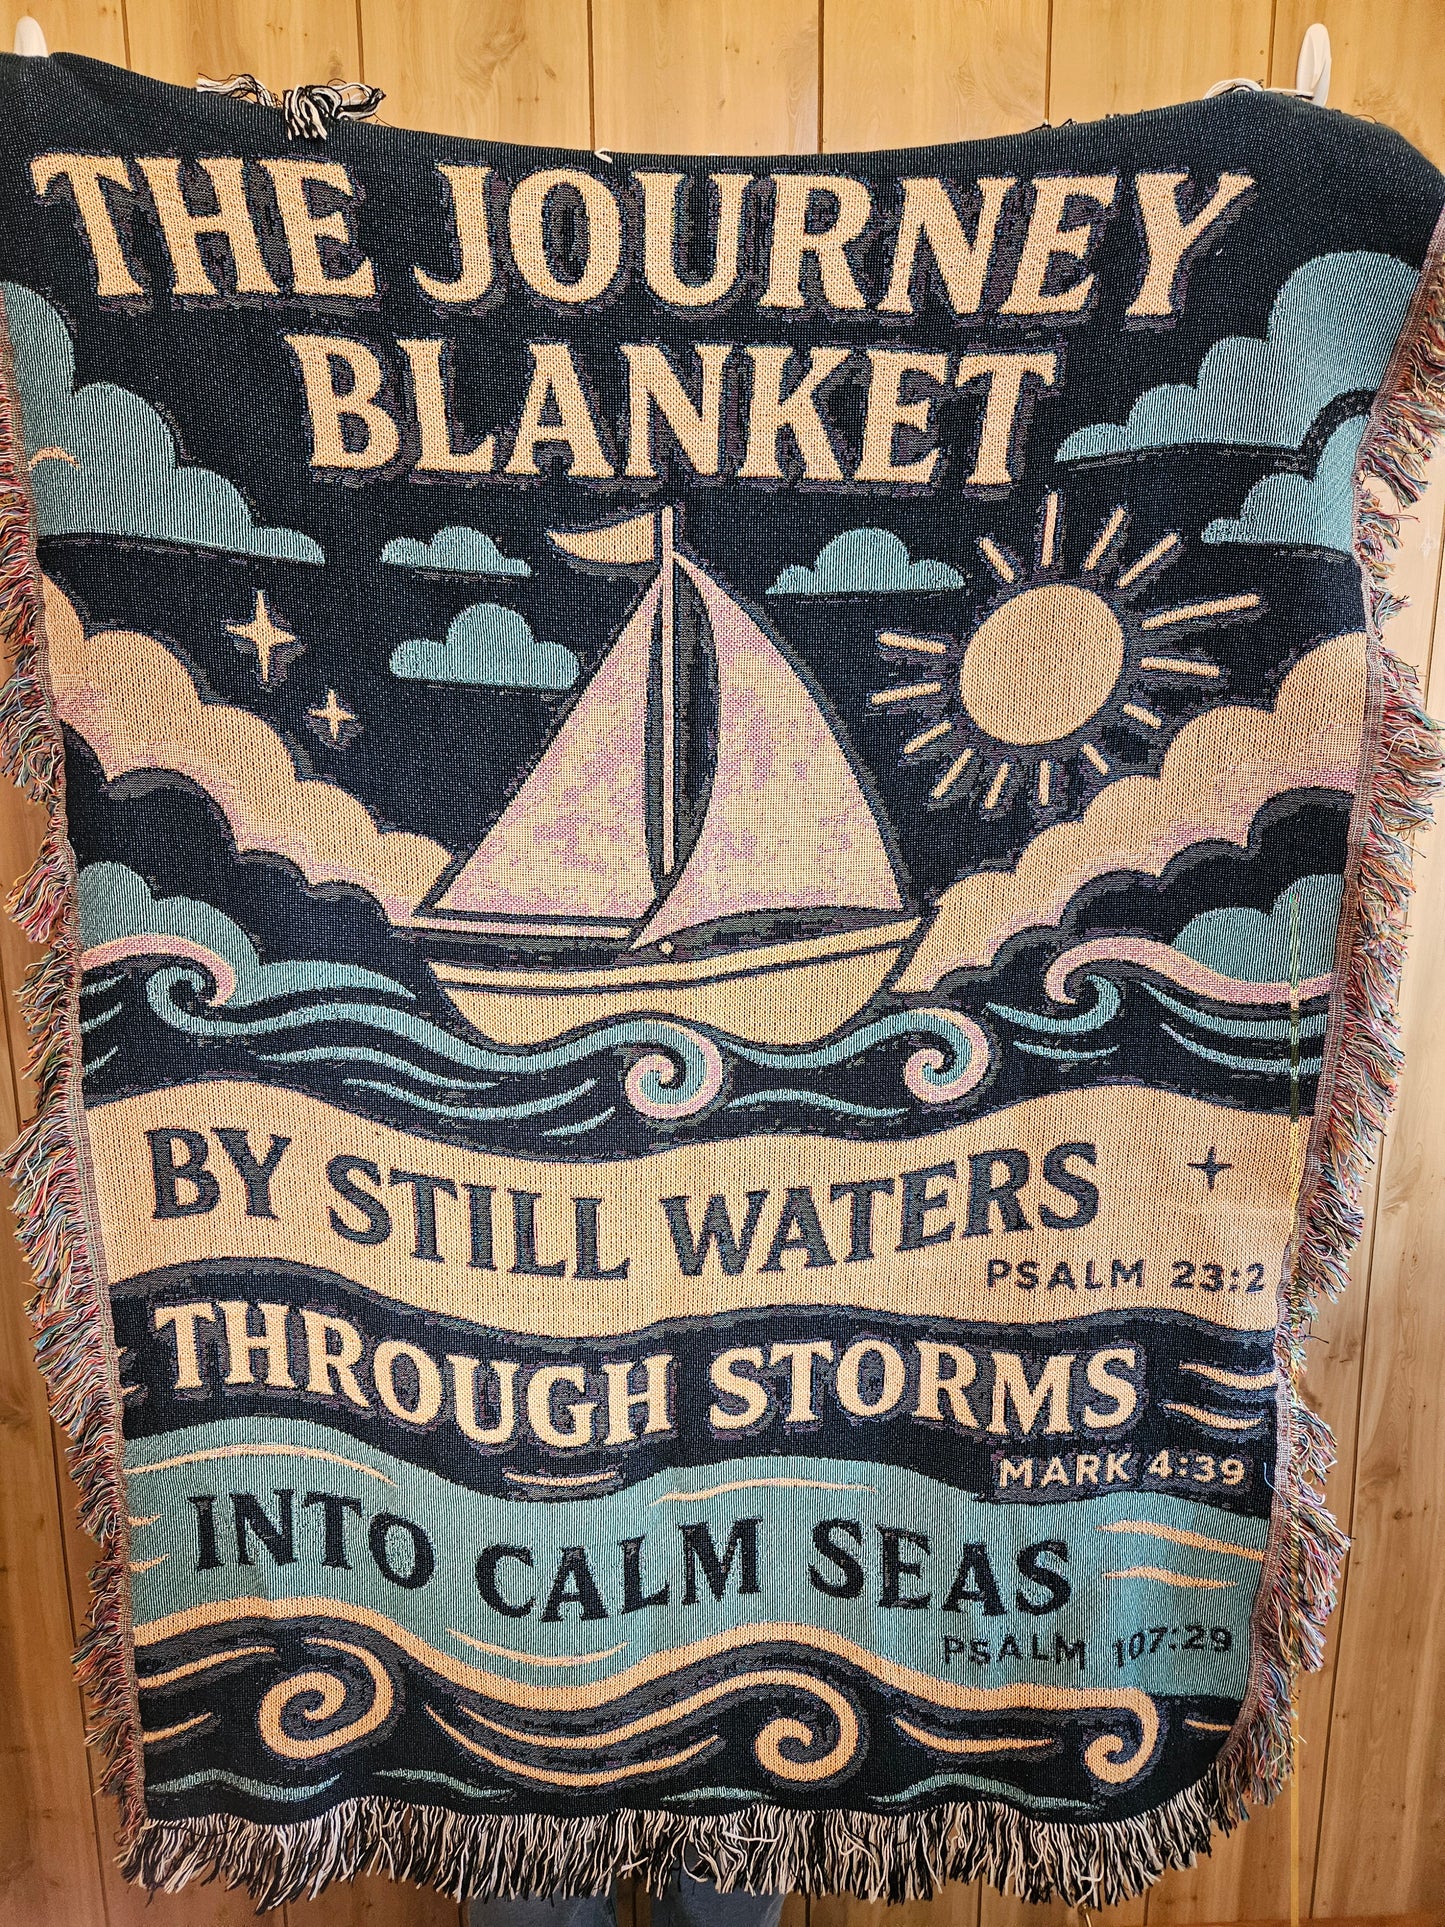 THE JOURNEY
BLANKET
BY STILL WATERS
PSALM 23:2
THROUGH STORMS
MARK 4:39
INTO CALM SEAS
PSALM 107:29